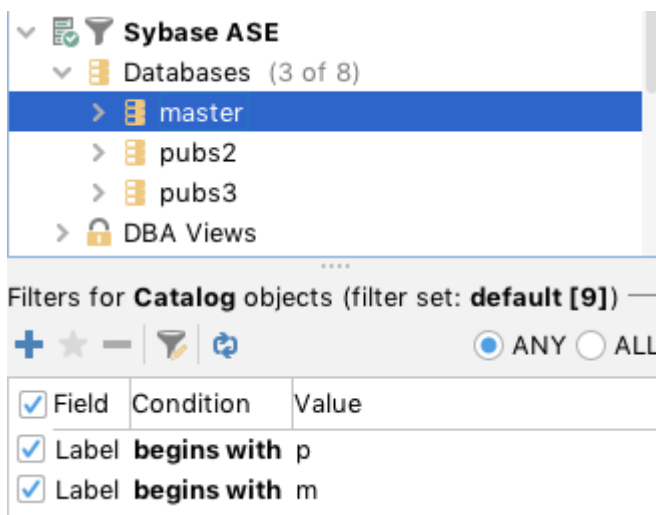 Sybase ASE
Databases (3 of 8)
master
pubs2
pubs3
DBA Views
Filters for Catalog objects (filter set: default [9])
ANY ALL
Field Condition Value
Label begins with p
Label begins with m